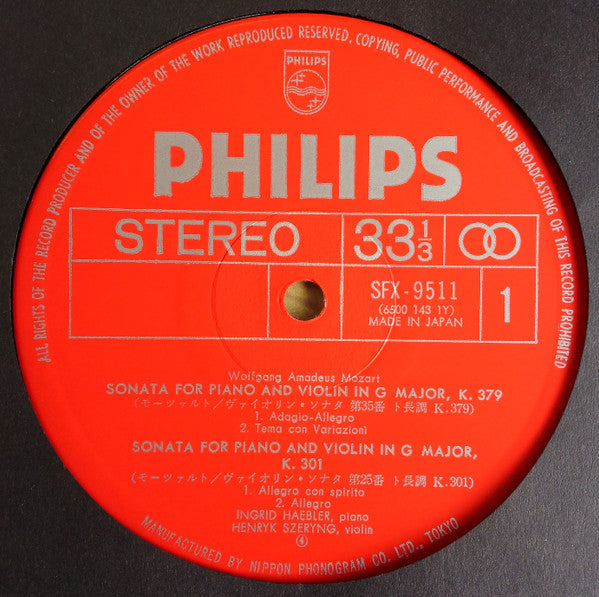 ALL RIGHTS OF THE RECORD PRODUCER AND OF THE OWNER OF THE WORK REPRODUCED RESERVED. COPYING, PUBLIC PERFORMANCE AND BROADCASTING OF THIS RECORD PROHIBITED
PHILIPS
PHILIPS
STEREO 33 1/3
SFX-9511 1
(6500 143 1Y)
MADE IN JAPAN
Wolfgang Amadeus Mozart
SONATA FOR PIANO AND VIOLIN IN G MAJOR, K. 379
(モーツァルト/ヴァイオリン・ソナタ 第35番 ト長調 K.379)
1. Adagio-Allegro
2. Tema con Variazioni
SONATA FOR PIANO AND VIOLIN IN G MAJOR,
K. 301
(モーツァルト/ヴァイオリン・ソナタ 第25番 ト長調 K.301)
1. Allegro con spirito
2. Allegro
INGRID HAEBLER, piano
HENRYK SZERYNG, violin
④
MANUFACTURED BY NIPPON PHONOGRAM CO. LTD., TOKYO